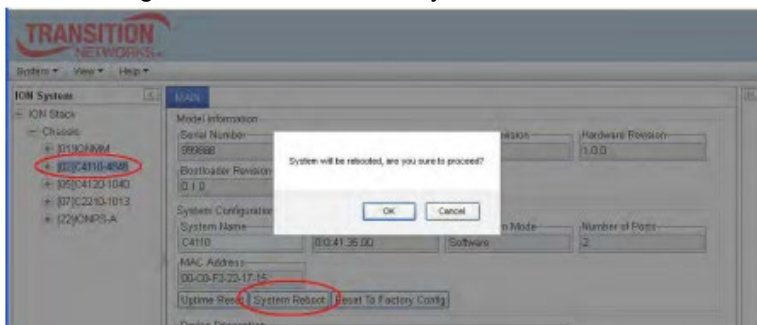 TRANSITION
NETWORKS
System View Help
ION System
MAIN
ION Stack
Chassis
[01]IONMM
[02]C4110-4848
[05]C4120-1040
[07]C2210-1013
[22]IONPS-A
Model Information
Serial Number
Hardware Revision
999888
1.0.0
Bootloader Revision
0.1.0
System will be rebooted, are you sure to proceed?
OK Cancel
System Configuration
System Name
Mode
Number of Ports
C4110
0:0:41:35.00
Software
2
MAC Address
00-C0-F2-22-17-15
Uptime Reset System Reboot Reset To Factory Config
Device Description